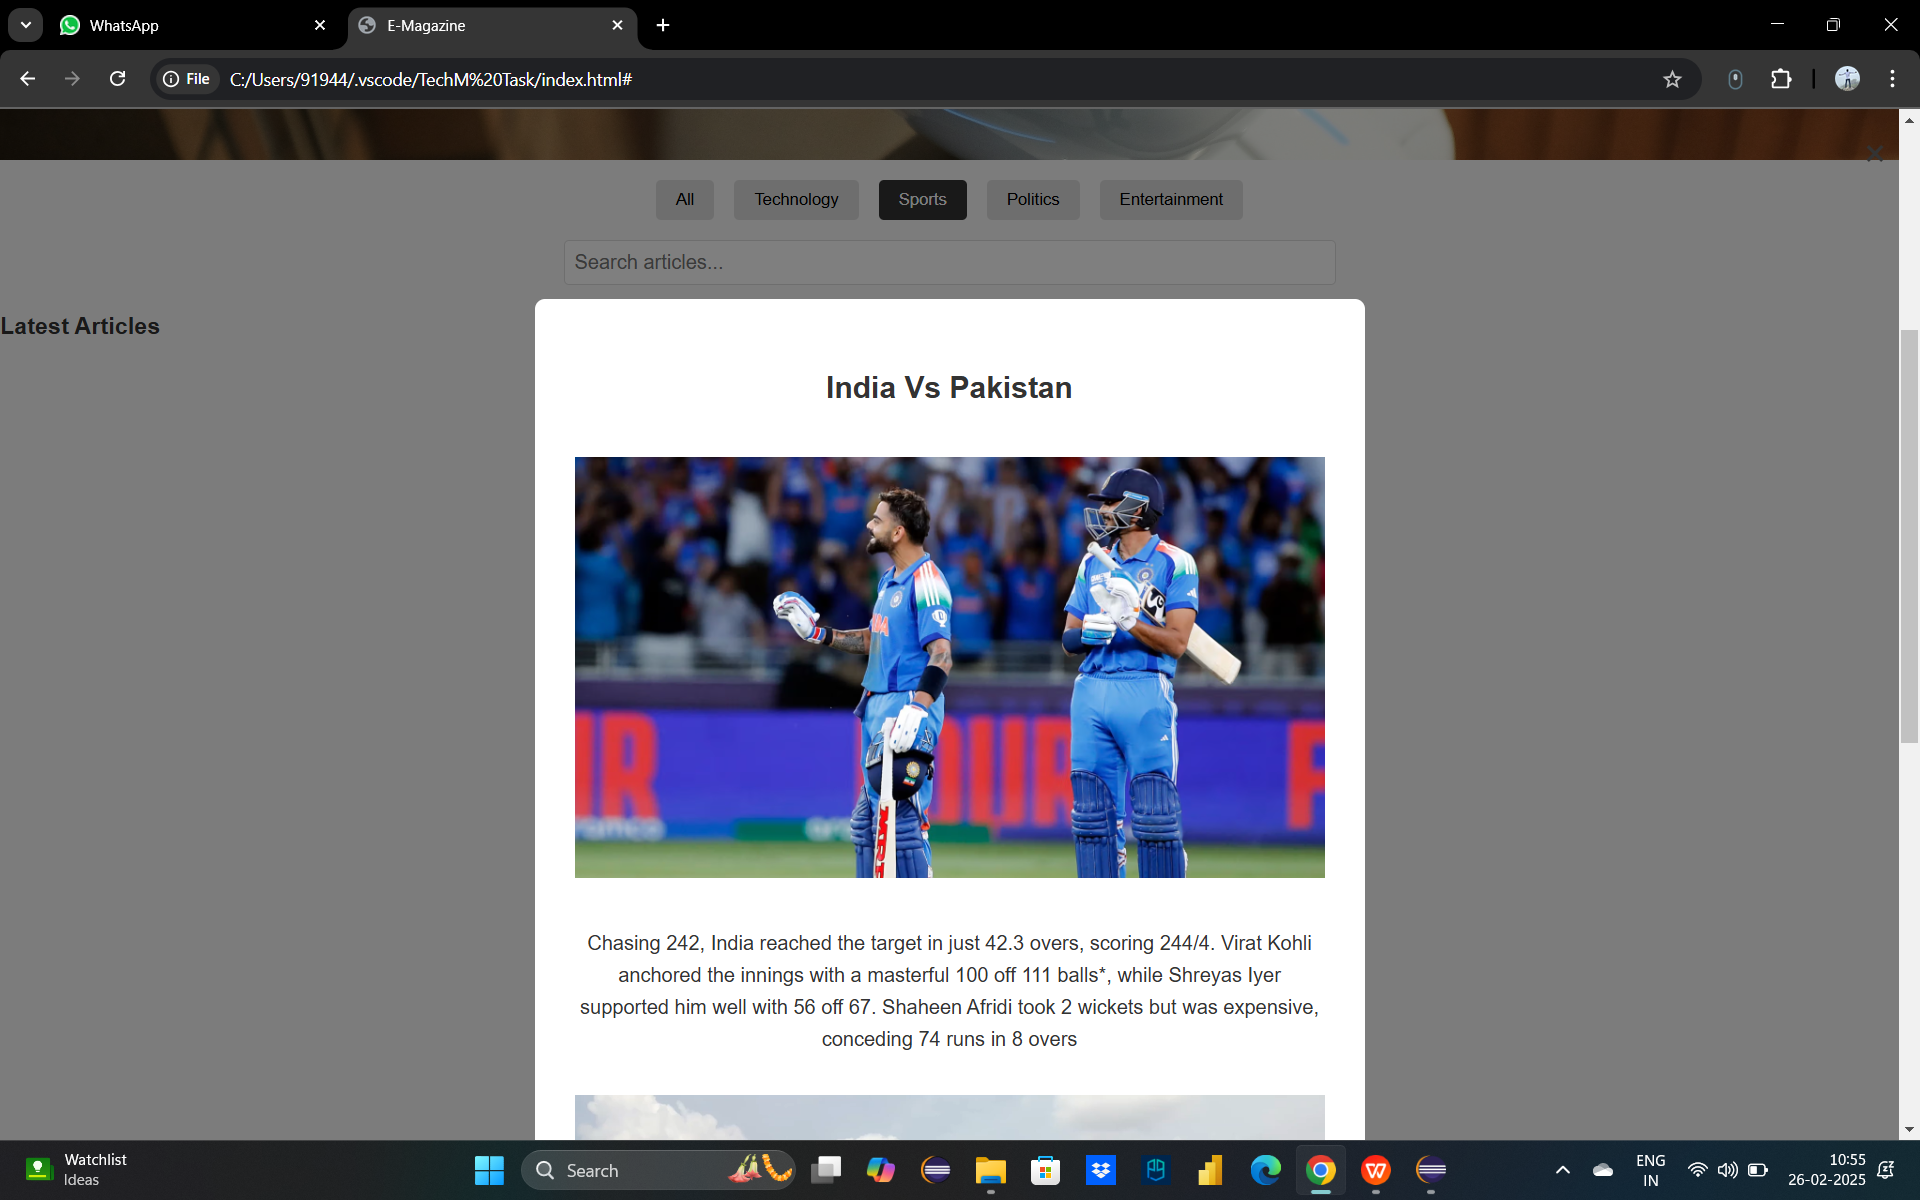 WhatsApp
E-Magazine
File
C:/Users/91944/.vscode/TechM%20Task/index.html#
All
Technology
Sports
Politics
Entertainment
Search articles...
Latest Articles
India Vs Pakistan
Chasing 242, India reached the target in just 42.3 overs, scoring 244/4. Virat Kohli
anchored the innings with a masterful 100 off 111 balls*, while Shreyas Iyer
supported him well with 56 off 67. Shaheen Afridi took 2 wickets but was expensive,
conceding 74 runs in 8 overs
Watchlist
Ideas
Search
ENG
IN
10:55
26-02-2025